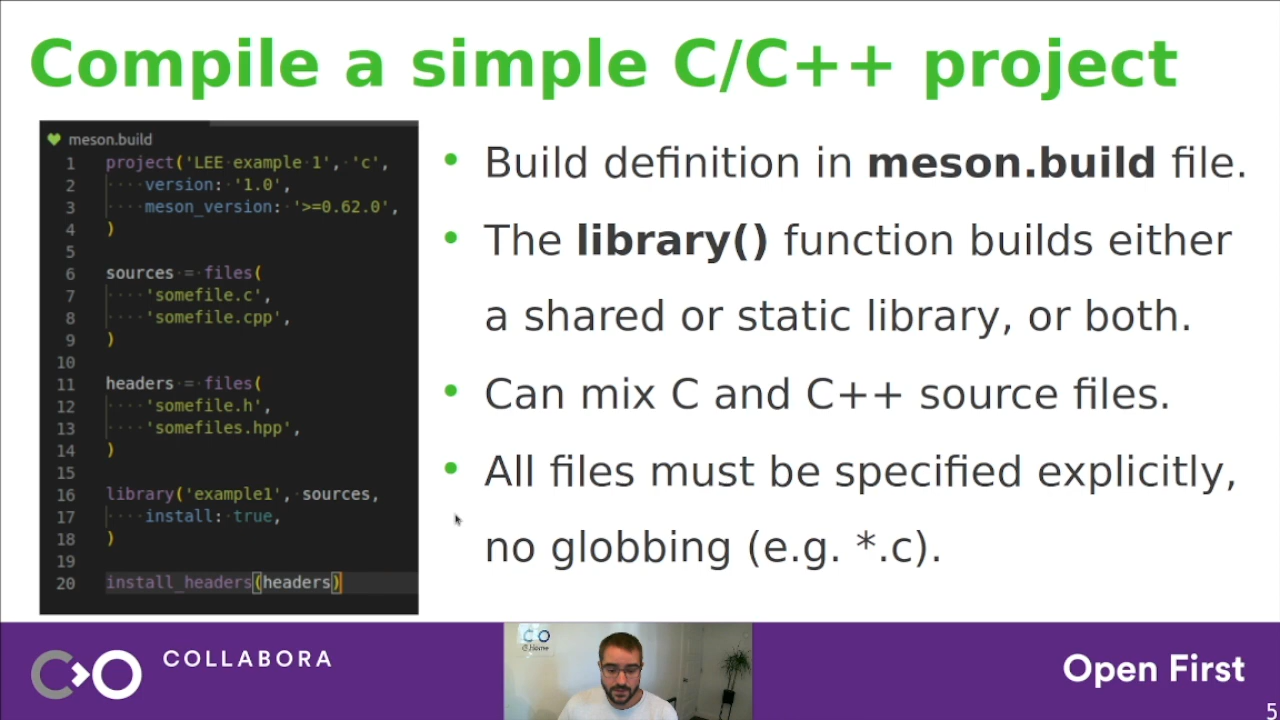 Compile a simple C/C++ project
meson.build
1 project('LEE example 1', 'c',
2 version: '1.0',
3 meson_version: '>=0.62.0',
4 )
5
6 sources = files(
7 'somefile.c',
8 'somefile.cpp',
9 )
10
11 headers = files(
12 'somefile.h',
13 'somefiles.hpp',
14 )
15
16 library('example1', sources,
17 install: true,
18 )
19
20 install_headers(headers)
• Build definition in meson.build file.
• The library() function builds either
a shared or static library, or both.
• Can mix C and C++ source files.
• All files must be specified explicitly,
no globbing (e.g. *.c).
COLLABORA
@Home
Open First
5